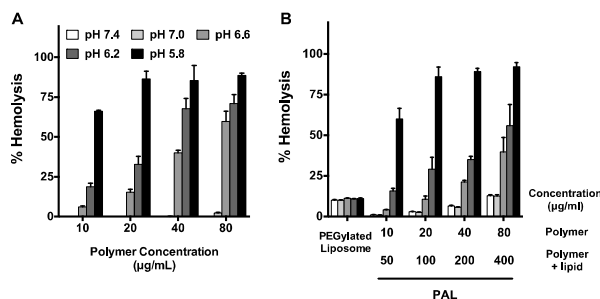 A
pH 7.4 pH 7.0 pH 6.6
pH 6.2 pH 5.8
% Hemolysis
100
75
50
25
0
10 20 40 80
Polymer Concentration
(µg/mL)
B
% Hemolysis
100
75
50
25
0
Concentration
(µg/ml)
PEGylated
Liposome
10 20 40 80 Polymer
50 100 200 400 Polymer
+ lipid
PAL